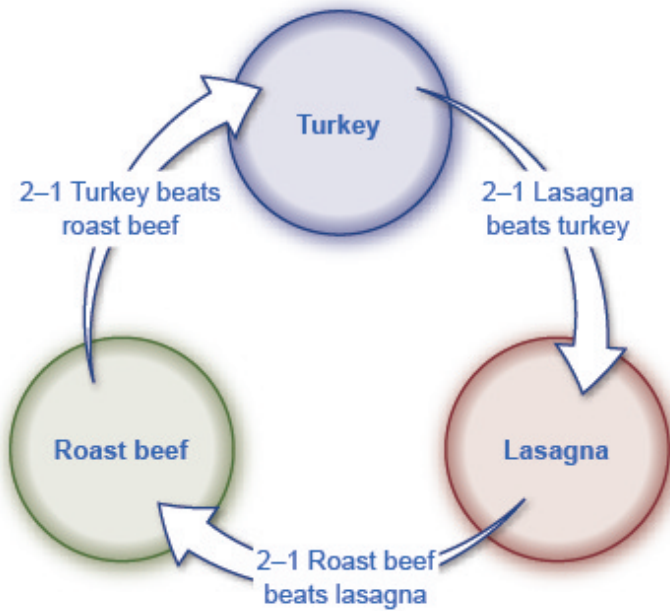 Turkey
2–1 Turkey beats
roast beef
2–1 Lasagna
beats turkey
Roast beef
Lasagna
2–1 Roast beef
beats lasagna